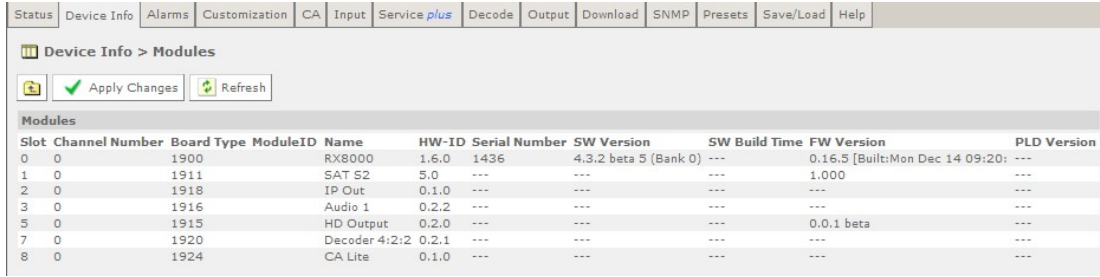 Status Device Info Alarms Customization CA Input Service plus Decode Output Download SNMP Presets Save/Load Help
Device Info > Modules
Apply Changes Refresh
Modules
Slot Channel Number Board Type ModuleID Name HW-ID Serial Number SW Version SW Build Time FW Version PLD Version
0 0 1900 RX8000 1.6.0 1436 4.3.2 beta 5 (Bank 0) --- 0.16.5 [Built:Mon Dec 14 09:20: ---
1 0 1911 SAT S2 5.0 --- --- --- 1.000 ---
2 0 1918 IP Out 0.1.0 --- --- --- --- ---
3 0 1916 Audio 1 0.2.2 --- --- --- --- ---
5 0 1915 HD Output 0.2.0 --- --- --- 0.0.1 beta ---
7 0 1920 Decoder 4:2:2 0.2.1 --- --- --- --- ---
8 0 1924 CA Lite 0.1.0 --- --- --- --- ---